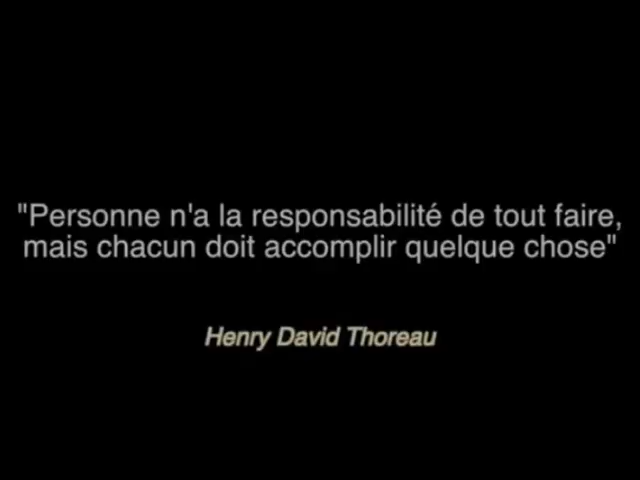 "Personne n'a la responsabilité de tout faire,
mais chacun doit accomplir quelque chose"
Henry David Thoreau